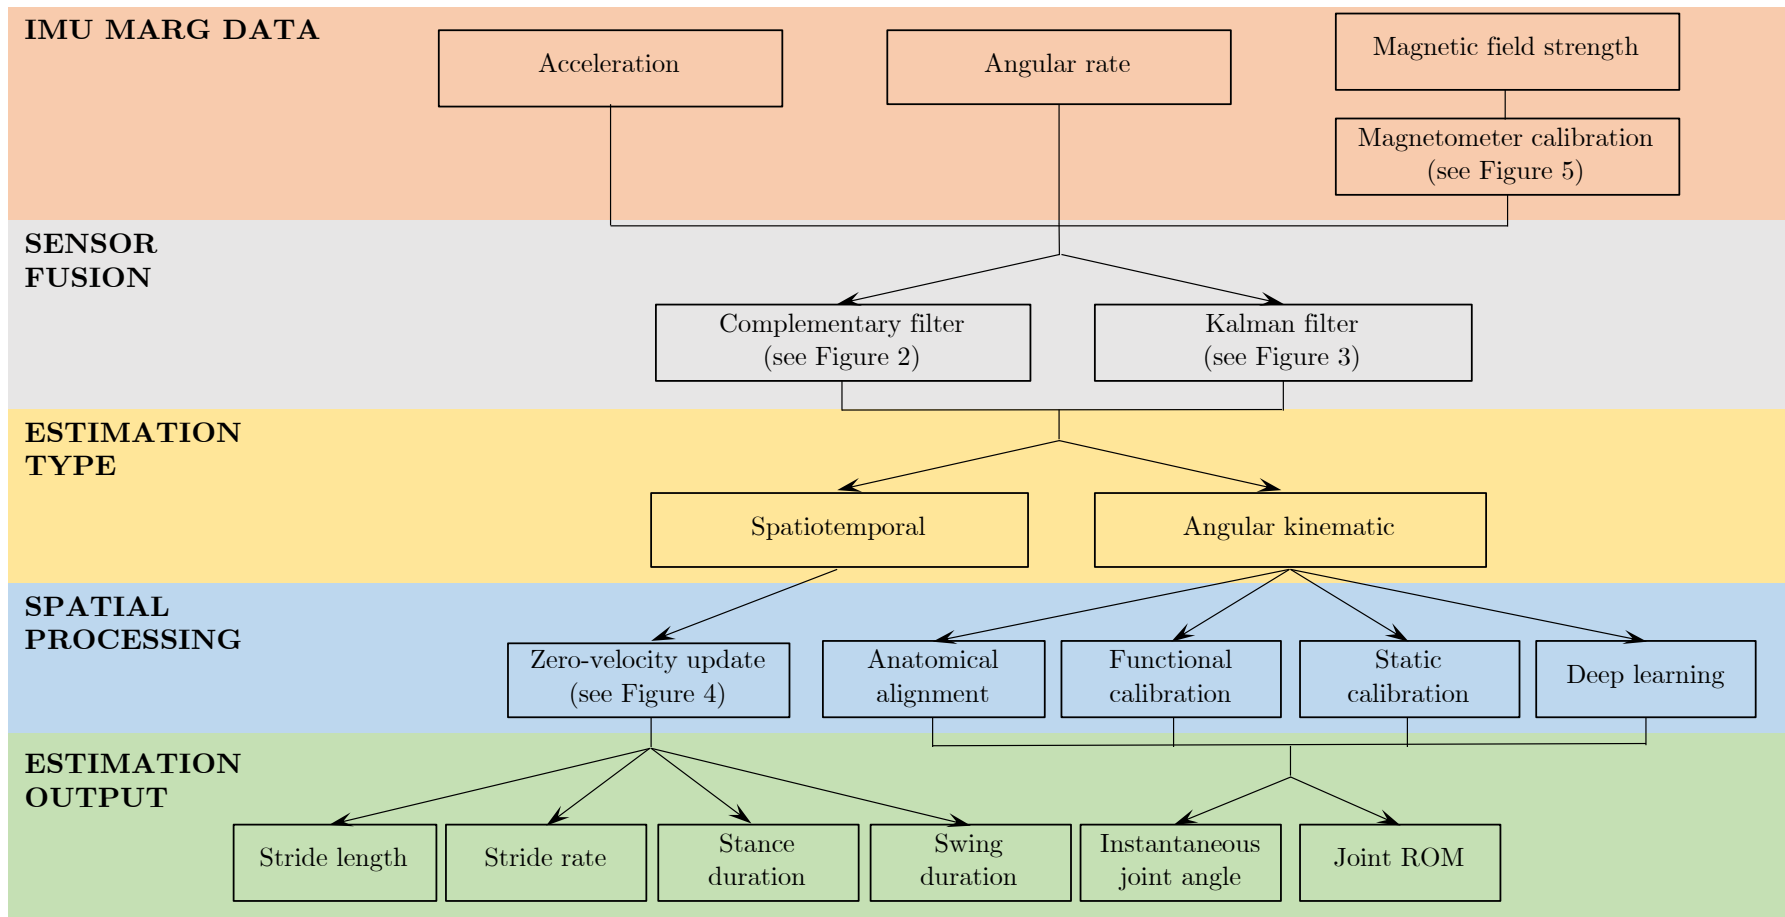 IMU MARG DATA
Acceleration
Angular rate
Magnetic field strength
Magnetometer calibration
(see Figure 5)
SENSOR
FUSION
Complementary filter
(see Figure 2)
Kalman filter
(see Figure 3)
ESTIMATION
TYPE
Spatiotemporal
Angular kinematic
SPATIAL
PROCESSING
Zero-velocity update
(see Figure 4)
Anatomical
alignment
Functional
calibration
Static
calibration
Deep learning
ESTIMATION
OUTPUT
Stride length
Stride rate
Stance
duration
Swing
duration
Instantaneous
joint angle
Joint ROM